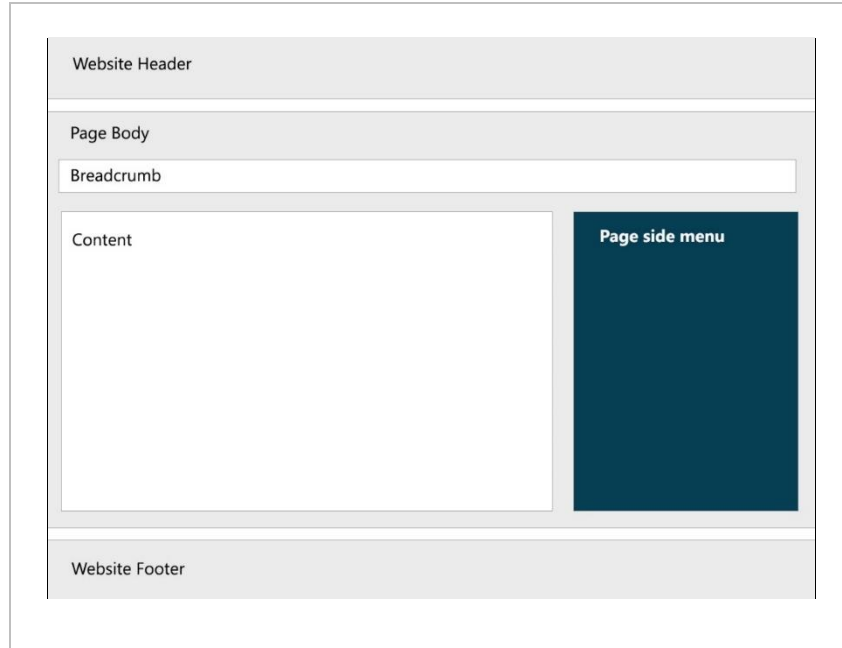 Website Header
Page Body
Breadcrumb
Content
Page side menu
Website Footer